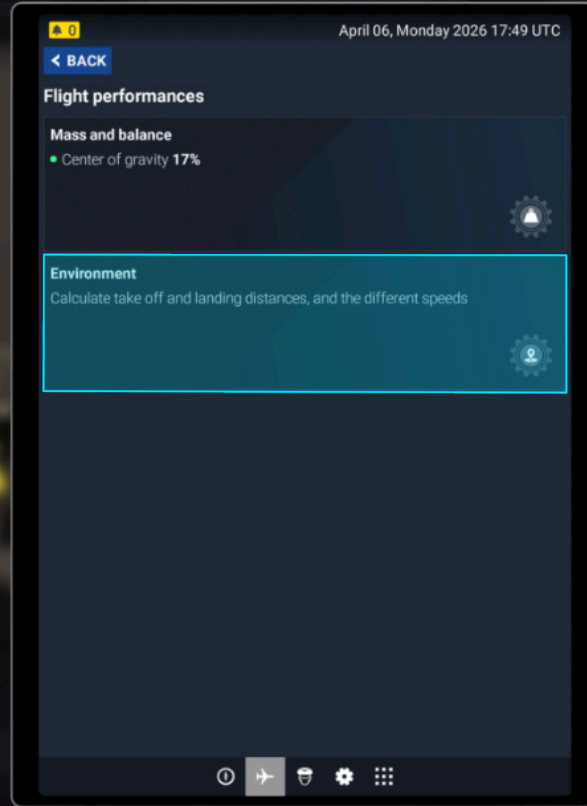 0
April 06, Monday 2026 17:49 UTC
BACK
Flight performances
Mass and balance
Center of gravity 17%
Environment
Calculate take off and landing distances, and the different speeds